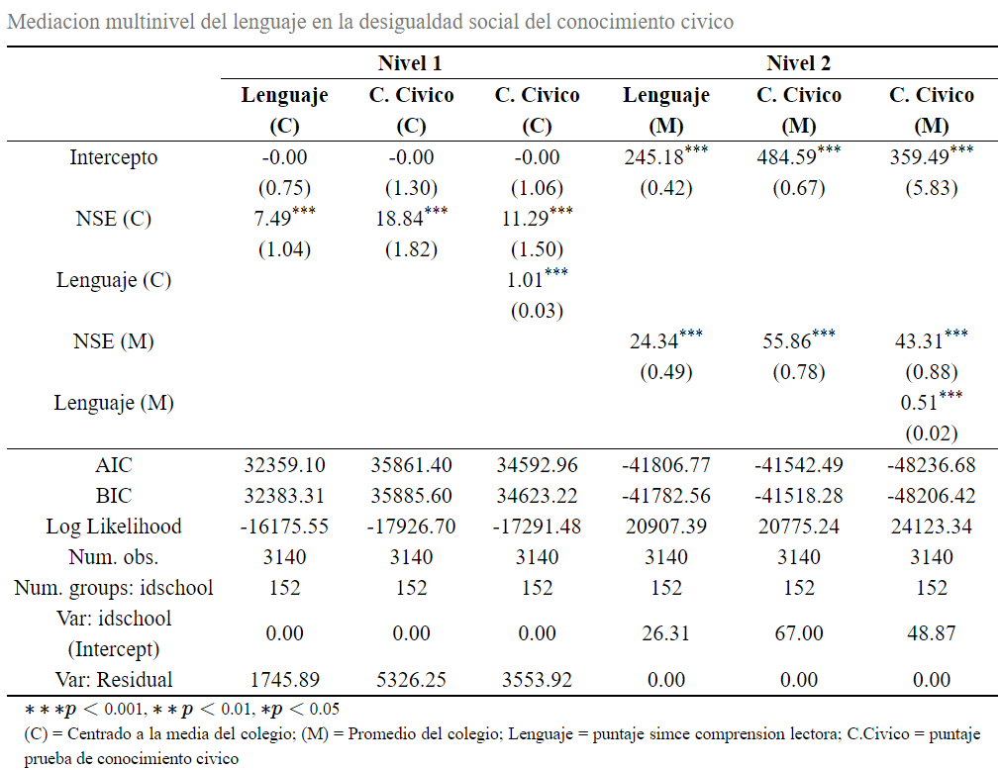 Mediacion multinivel del lenguaje en la desigualdad social del conocimiento civico
Nivel 1 Nivel 2
Lenguaje C. Civico C. Civico Lenguaje C. Civico C. Civico
(C) (C) (C) (M) (M) (M)
Intercepto -0.00 -0.00 -0.00 245.18*** 484.59*** 359.49***
(0.75) (1.30) (1.06) (0.42) (0.67) (5.83)
NSE (C) 7.49*** 18.84*** 11.29***
(1.04) (1.82) (1.50)
Lenguaje (C) 1.01***
(0.03)
NSE (M) 24.34*** 55.86*** 43.31***
(0.49) (0.78) (0.88)
Lenguaje (M) 0.51***
(0.02)
AIC 32359.10 35861.40 34592.96 -41806.77 -41542.49 -48236.68
BIC 32383.31 35885.60 34623.22 -41782.56 -41518.28 -48206.42
Log Likelihood -16175.55 -17926.70 -17291.48 20907.39 20775.24 24123.34
Num. obs. 3140 3140 3140 3140 3140 3140
Num. groups: idschool 152 152 152 152 152 152
Var: idschool
(Intercept) 0.00 0.00 0.00 26.31 67.00 48.87
Var: Residual 1745.89 5326.25 3553.92 0.00 0.00 0.00
∗ ∗ ∗p < 0.001, ∗ ∗ p < 0.01, ∗p < 0.05
(C) = Centrado a la media del colegio; (M) = Promedio del colegio; Lenguaje = puntaje simce comprension lectora; C.Civico = puntaje
prueba de conocimiento civico